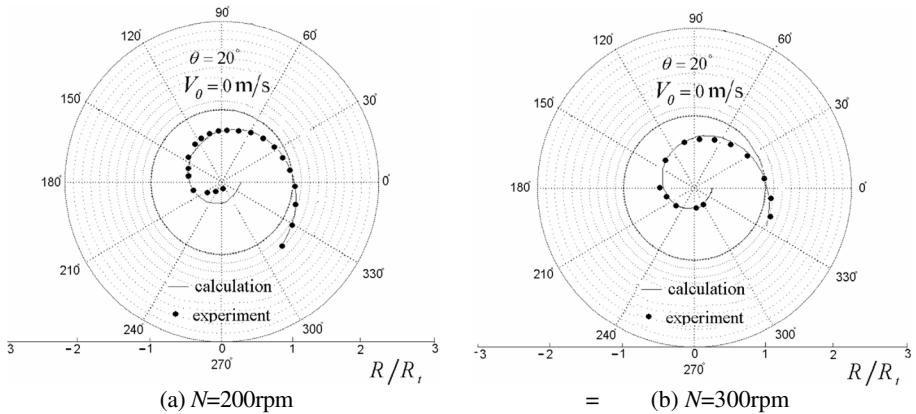 90°
120°
60°
θ = 20°
V₀ = 0 m/s
150°
30°
180°
0°
210°
330°
calculation
experiment
240°
300°
270°
3 -2 -1 0 1 2 3
R/Rₜ
(a) N=200rpm
90°
120°
60°
θ = 20°
V₀ = 0 m/s
150°
30°
180°
0°
210°
330°
calculation
experiment
240°
300°
270°
-3 -2 -1 0 1 2 3
R/Rₜ
= (b) N=300rpm